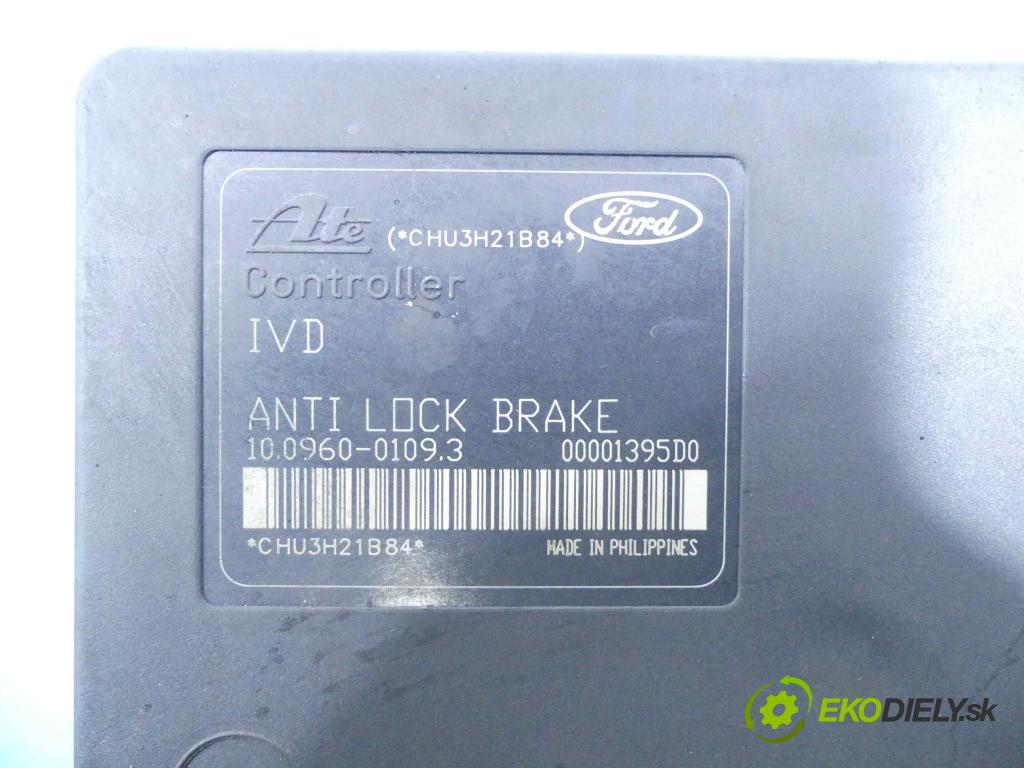 Ate (*CHU3H21B84*) Ford
Controller
IVD
ANTI LOCK BRAKE
10.0960-0109.3 00001395D0
*CHU3H21B84* MADE IN PHILIPPINES
EKODIELY.sk